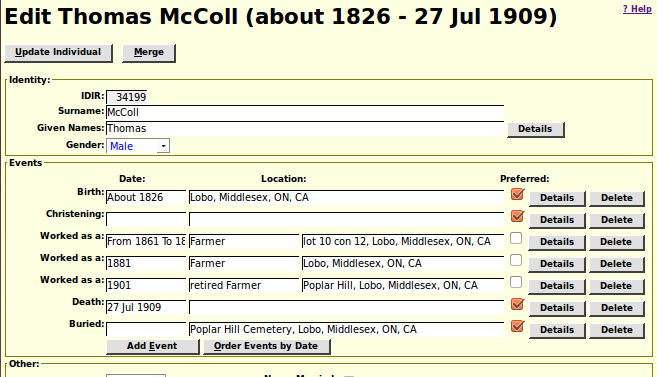 Edit Thomas McColl (about 1826 - 27 Jul 1909)
? Help
Update Individual Merge
Identity:
IDIR: 34199
Surname: McColl
Given Names: Thomas Details
Gender: Male
Events
Date: Location: Preferred:
Birth: About 1826 Lobo, Middlesex, ON, CA Details Delete
Christening: Details Delete
Worked as a: From 1861 To 18 Farmer lot 10 con 12, Lobo, Middlesex, ON, CA Details Delete
Worked as a: 1881 Farmer Lobo, Middlesex, ON, CA Details Delete
Worked as a: 1901 retired Farmer Poplar Hill, Lobo, Middlesex, ON, CA Details Delete
Death: 27 Jul 1909 Details Delete
Buried: Poplar Hill Cemetery, Lobo, Middlesex, ON, CA Details Delete
Add Event Order Events by Date
Other: